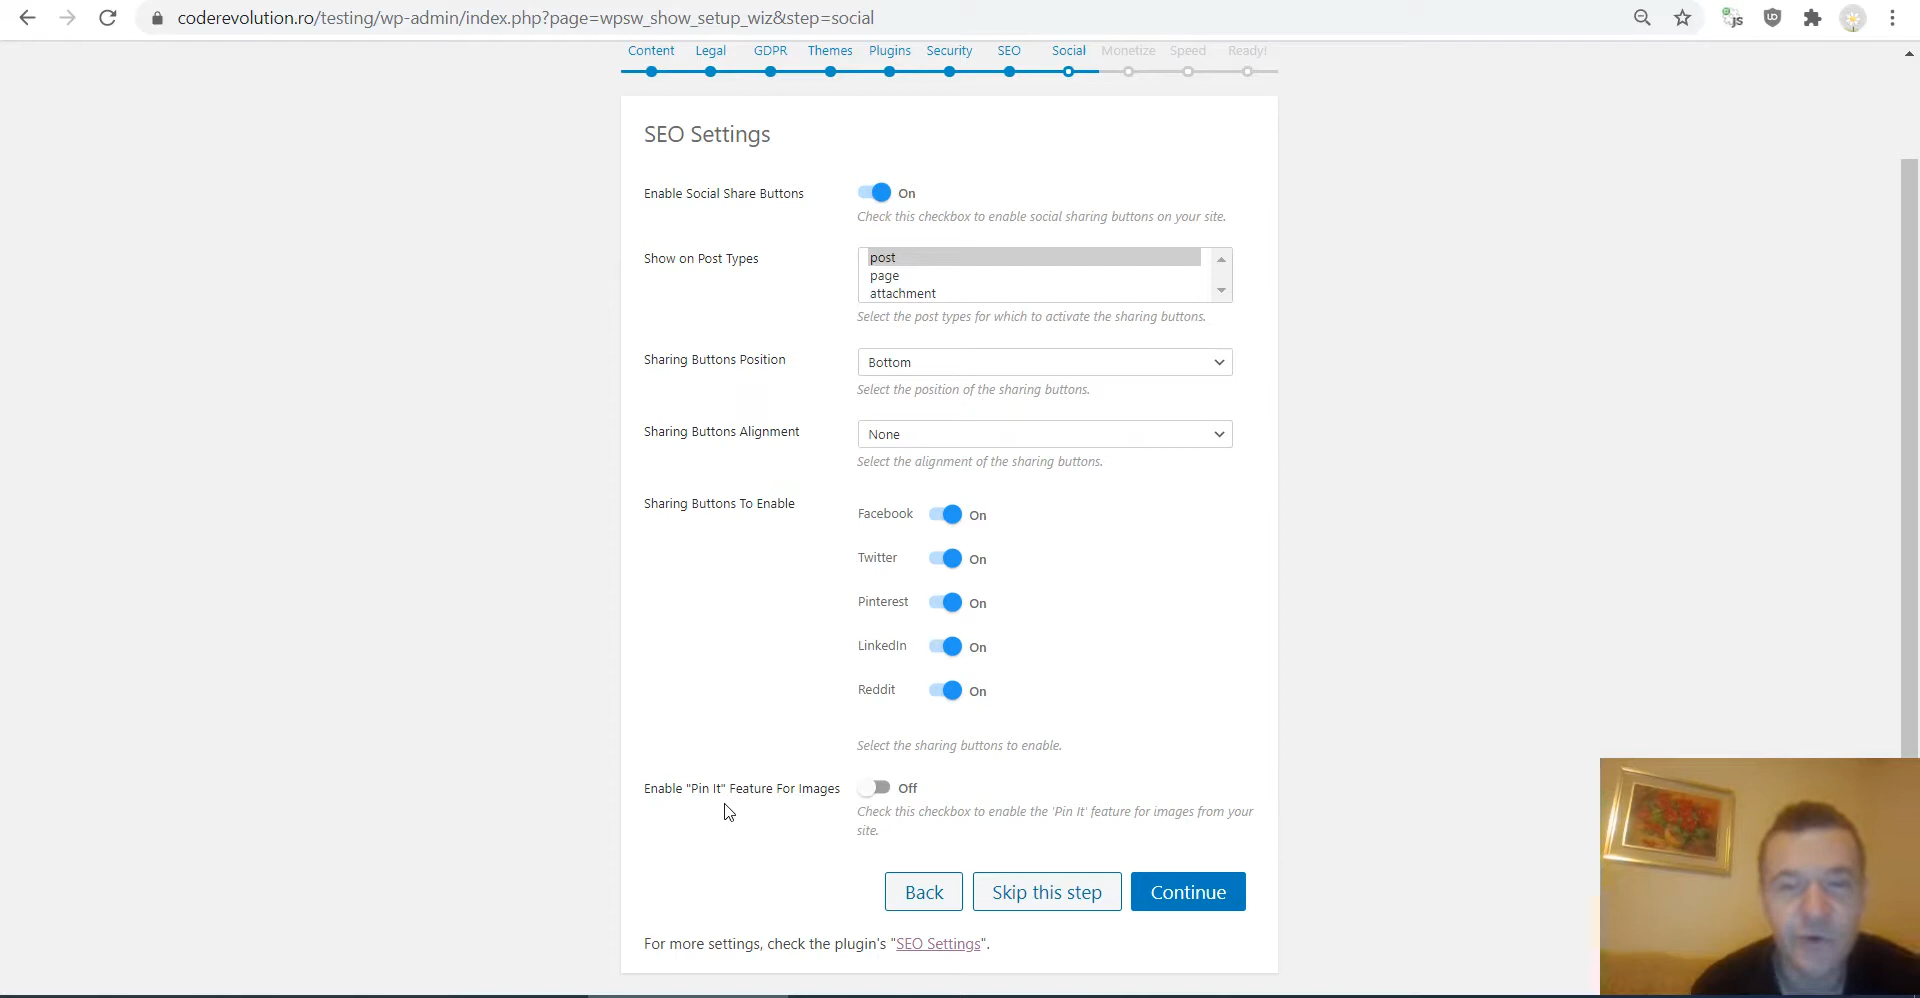 coderevolution.ro/testing/wp-admin/index.php?page=wpsw_show_setup_wiz&step=social
Content Legal GDPR Themes Plugins Security SEO Social Monetize Speed Ready!
SEO Settings
Enable Social Share Buttons On
Check this checkbox to enable social sharing buttons on your site.
Show on Post Types
post
page
attachment
Select the post types for which to activate the sharing buttons.
Sharing Buttons Position Bottom
Select the position of the sharing buttons.
Sharing Buttons Alignment None
Select the alignment of the sharing buttons.
Sharing Buttons To Enable
Facebook On
Twitter On
Pinterest On
LinkedIn On
Reddit On
Select the sharing buttons to enable.
Enable "Pin It" Feature For Images Off
Check this checkbox to enable the 'Pin It' feature for images from your
site.
Back Skip this step Continue
For more settings, check the plugin's "SEO Settings".